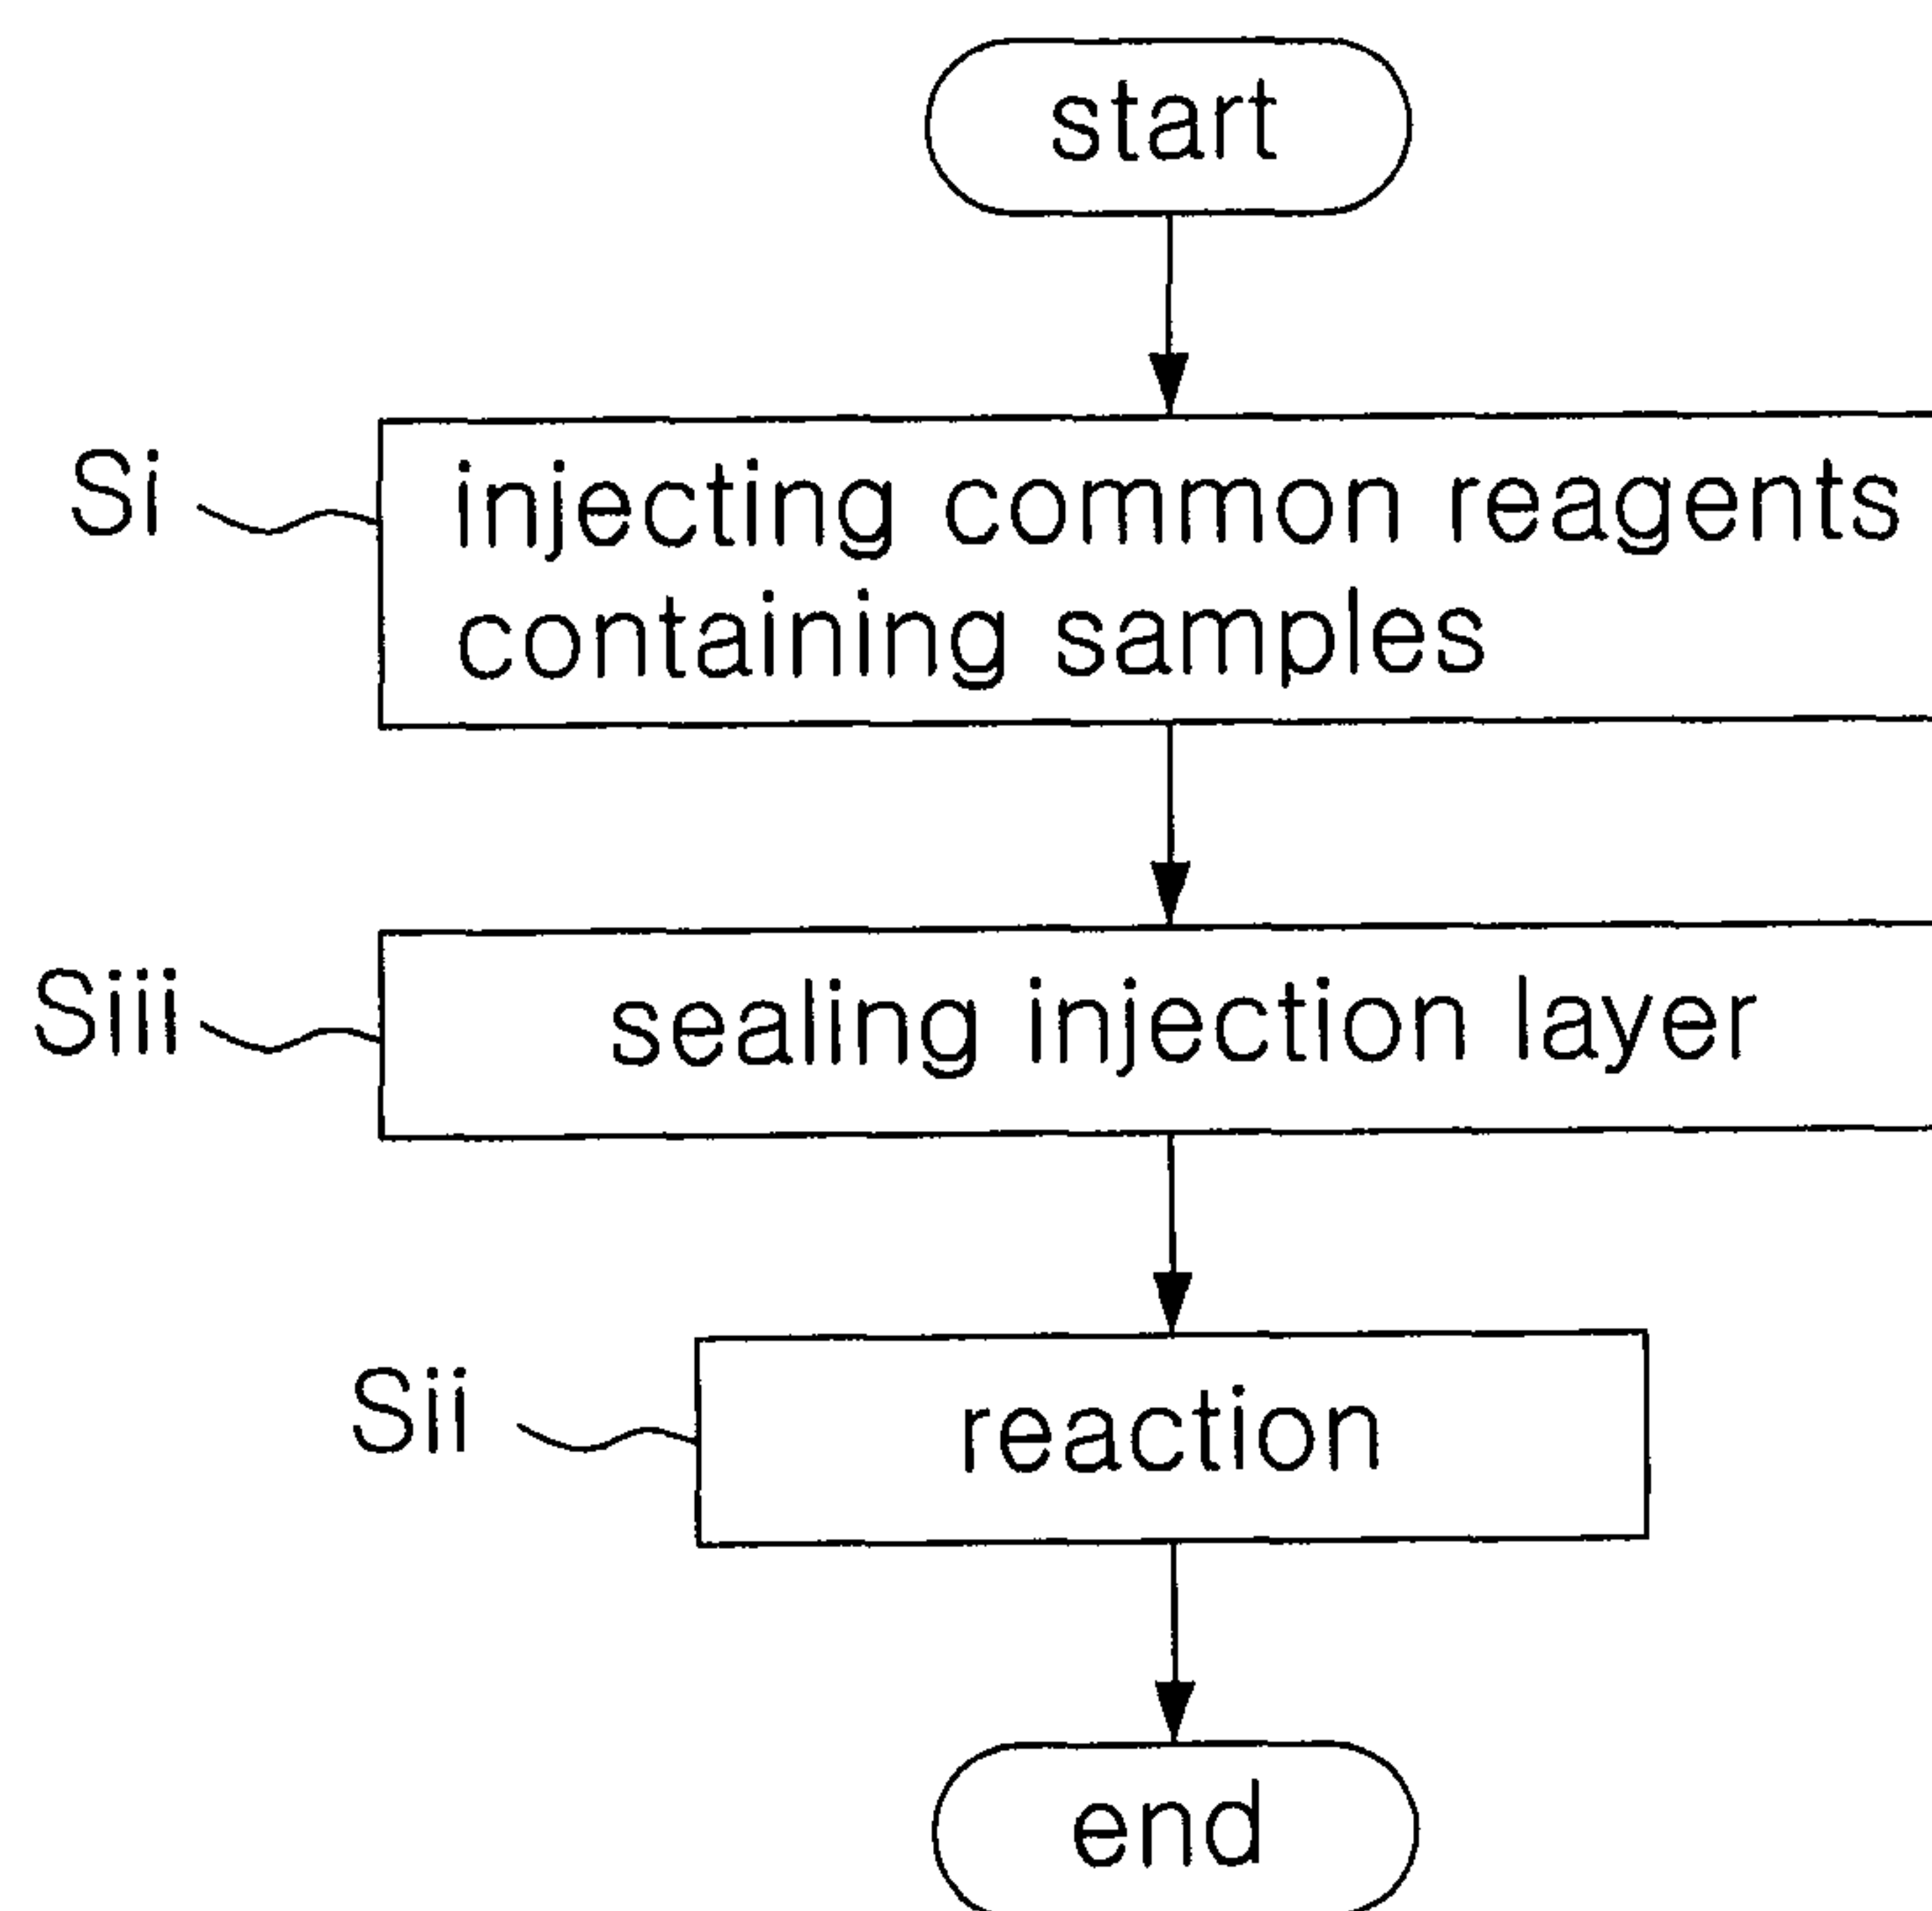 start
Si
injecting common reagents
containing samples
Siii
sealing injection layer
Sii
reaction
end